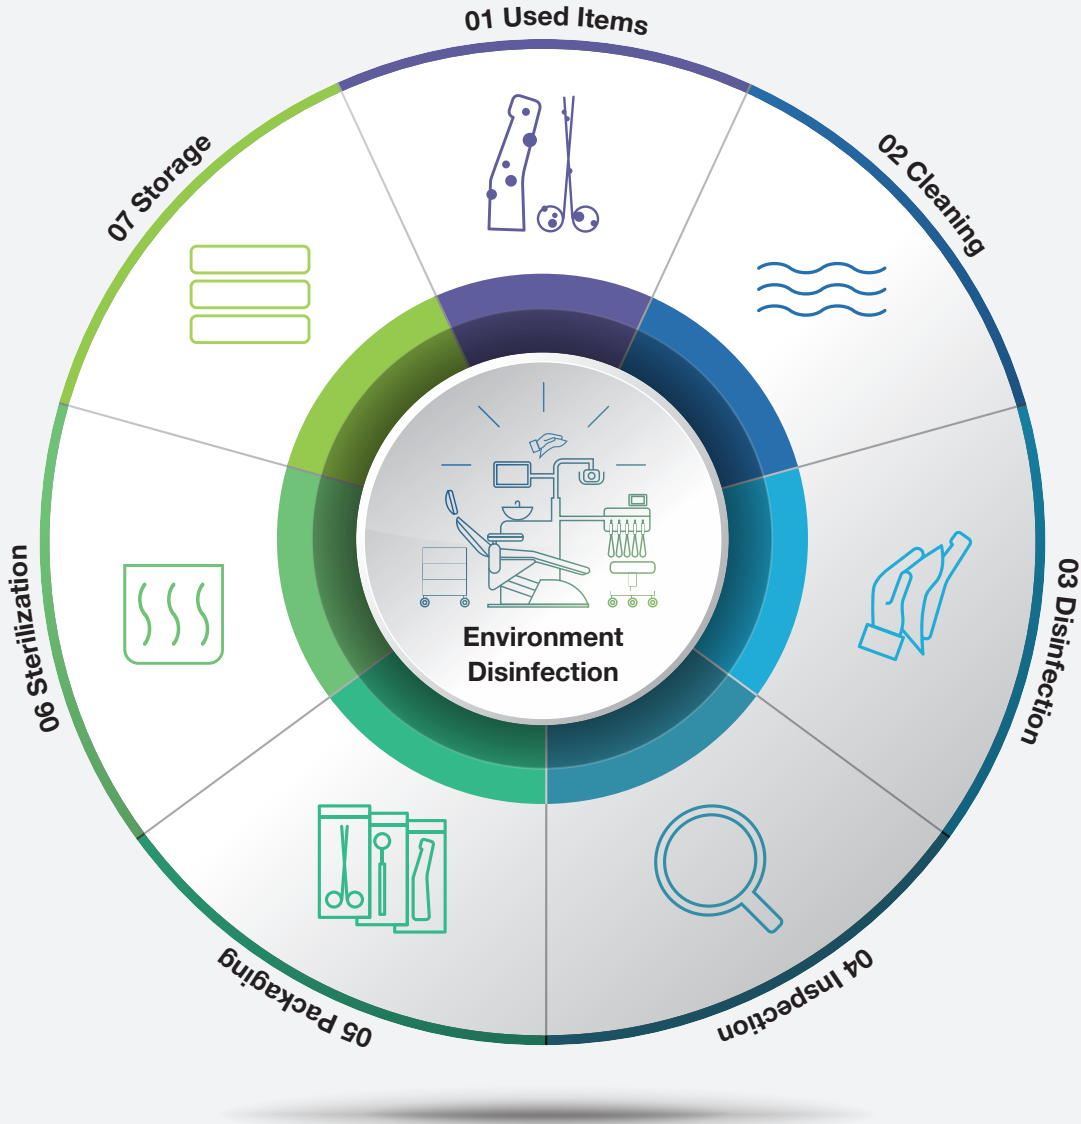 01 Used Items
02 Cleaning
03 Disinfection
04 Inspection
05 Packaging
06 Sterilization
07 Storage
Environment
Disinfection